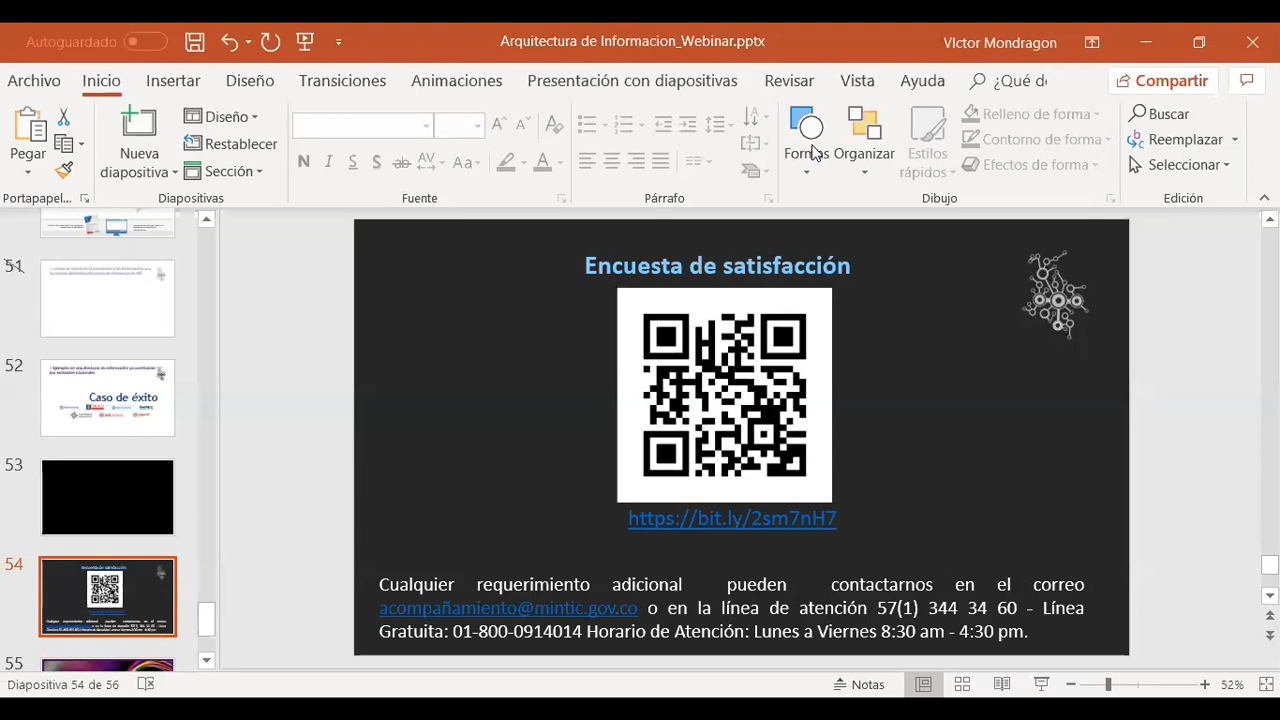 Autoguardado
Arquitectura de Informacion_Webinar.pptx
VIctor Mondragon
Archivo
Inicio
Insertar
Diseño
Transiciones
Animaciones
Presentación con diapositivas
Revisar
Vista
Ayuda
¿Qué de
Compartir
Pegar
Nueva
diapositiva
Diseño
Restablecer
Sección
N K S S ab AV Aa A
Formas
Organizar
Estilos
rápidos
Relleno de forma
Contorno de forma
Efectos de forma
Buscar
Reemplazar
Seleccionar
Portapapel...
Diapositivas
Fuente
Párrafo
Dibujo
Edición
51
52
Caso de éxito
53
54
55
Encuesta de satisfacción
https://bit.ly/2sm7nH7
Cualquier requerimiento adicional pueden contactarnos en el correo
acompañamiento@mintic.gov.co o en la línea de atención 57(1) 344 34 60 - Línea
Gratuita: 01-800-0914014 Horario de Atención: Lunes a Viernes 8:30 am - 4:30 pm.
Diapositiva 54 de 56
Notas
52%